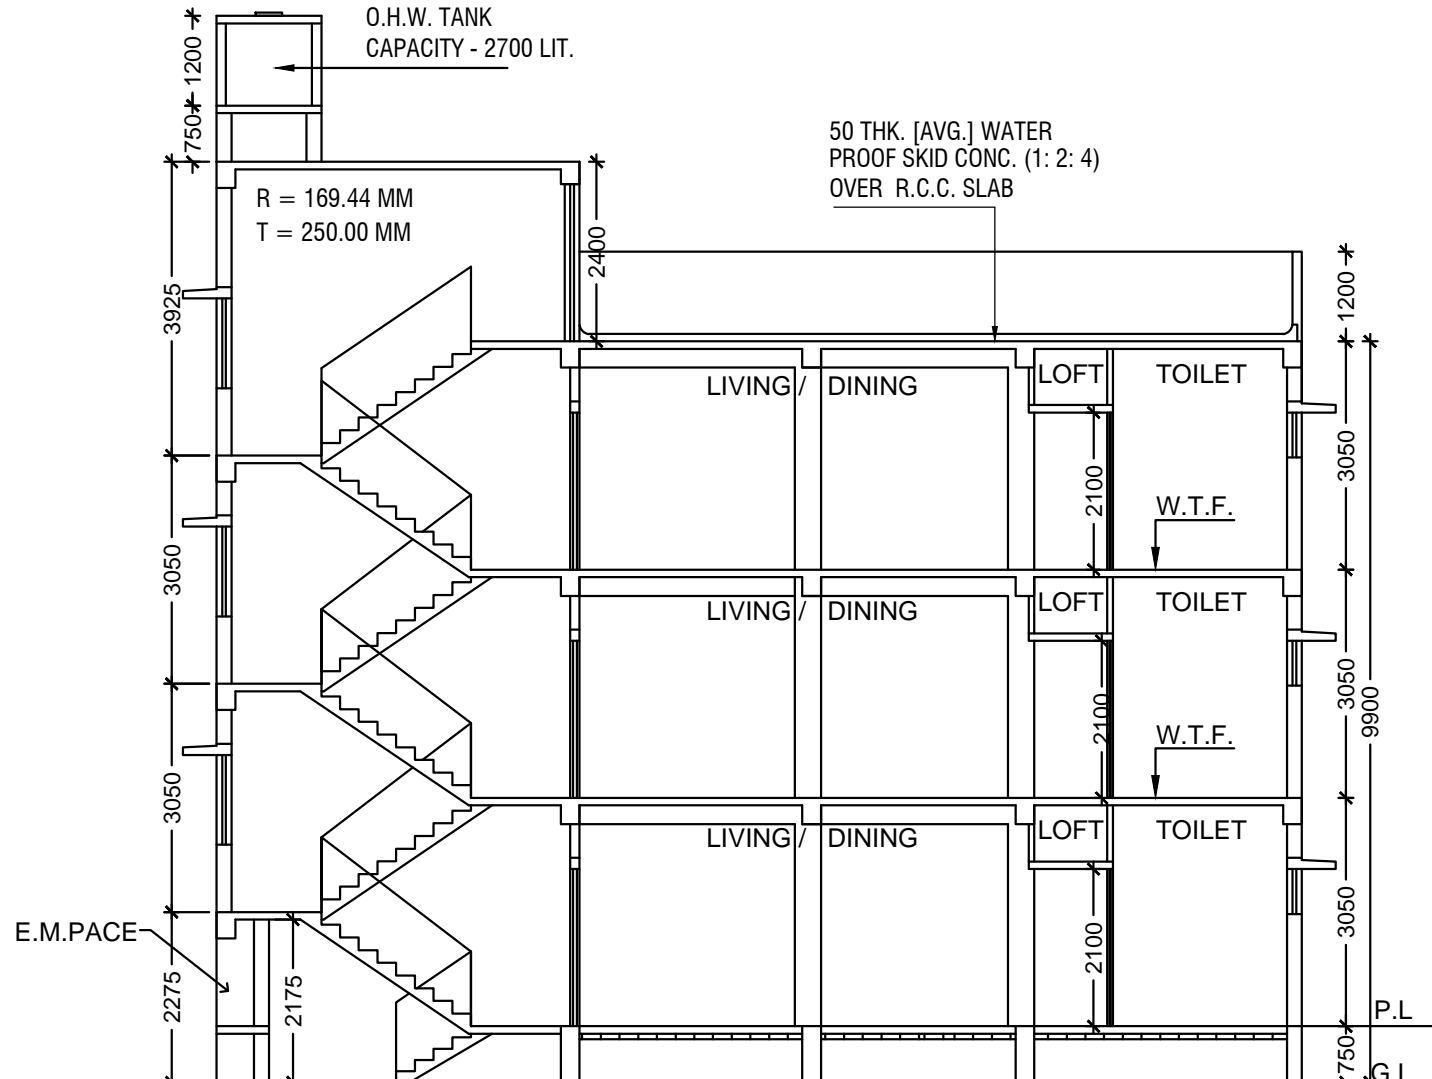 O.H.W. TANK
CAPACITY - 2700 LIT.
1200
750
50 THK. [AVG.] WATER
PROOF SKID CONC. (1: 2: 4)
OVER R.C.C. SLAB
R = 169.44 MM
T = 250.00 MM
2400
3925
1200
LIVING / DINING
LOFT
TOILET
3050
2100
W.T.F.
3050
LIVING / DINING
LOFT
TOILET
3050
9900
2100
W.T.F.
3050
LIVING / DINING
LOFT
TOILET
3050
2100
E.M.PACE
2275
2175
P.L
750
G.L